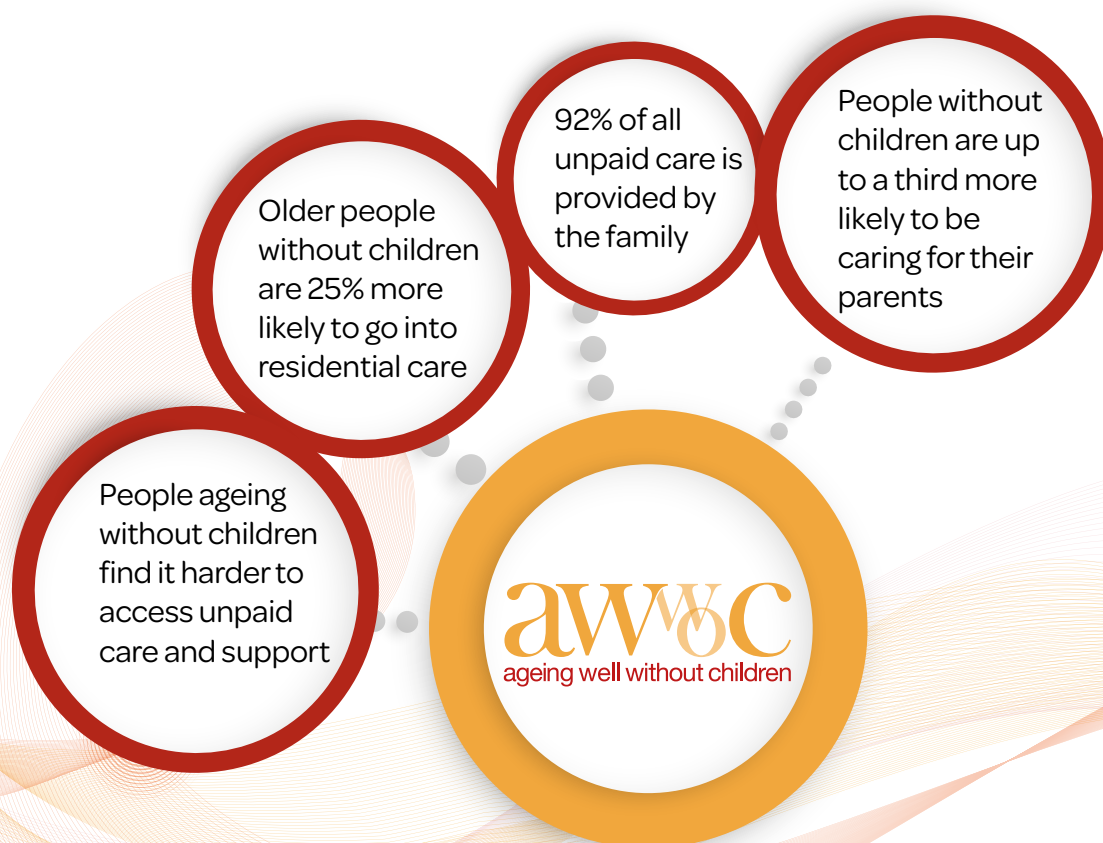 People ageing
without children
find it harder to
access unpaid
care and support
Older people
without children
are 25% more
likely to go into
residential care
92% of all
unpaid care is
provided by
the family
People without
children are up
to a third more
likely to be
caring for their
parents
awwoc
ageing well without children